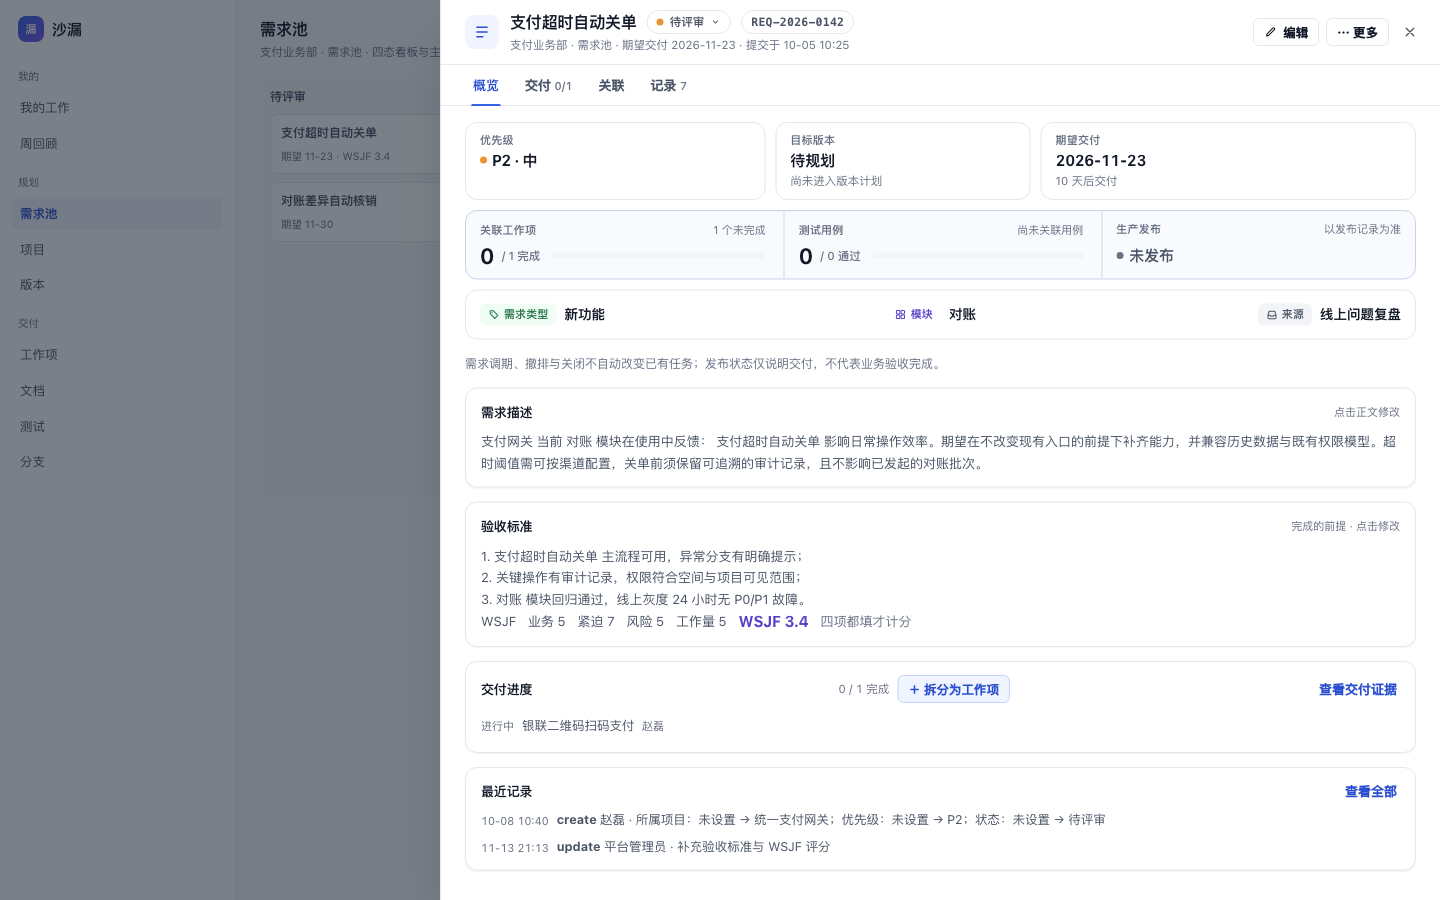 漏 沙漏
我的
我的工作
周回顾
规划
需求池
项目
版本
交付
工作项
文档
测试
分支
需求池
支付业务部 · 需求池 · 四态看板与主
待评审
支付超时自动关单
期望 11-23 · WSJF 3.4
对账差异自动核销
期望 11-30
支付超时自动关单 待评审 REQ-2026-0142
支付业务部 · 需求池 · 期望交付 2026-11-23 · 提交于 10-05 10:25
编辑 ··· 更多
概览 交付 0/1 关联 记录 7
优先级
P2 · 中
目标版本
待规划
尚未进入版本计划
期望交付
2026-11-23
10 天后交付
关联工作项 1 个未完成
0 / 1 完成
测试用例 尚未关联用例
0 / 0 通过
生产发布 以发布记录为准
未发布
需求类型 新功能 模块 对账 来源 线上问题复盘
需求调期、撤排与关闭不自动改变已有任务；发布状态仅说明交付，不代表业务验收完成。
需求描述 点击正文修改
支付网关 当前 对账 模块在使用中反馈： 支付超时自动关单 影响日常操作效率。期望在不改变现有入口的前提下补齐能力，并兼容历史数据与既有权限模型。超
时阈值需可按渠道配置，关单前须保留可追溯的审计记录，且不影响已发起的对账批次。
验收标准 完成的前提 · 点击修改
1. 支付超时自动关单 主流程可用，异常分支有明确提示；
2. 关键操作有审计记录，权限符合空间与项目可见范围；
3. 对账 模块回归通过，线上灰度 24 小时无 P0/P1 故障。
WSJF 业务 5 紧迫 7 风险 5 工作量 5 WSJF 3.4 四项都填才计分
交付进度 0 / 1 完成 + 拆分为工作项 查看交付证据
进行中 银联二维码扫码支付 赵磊
最近记录 查看全部
10-08 10:40 create 赵磊 · 所属项目：未设置 → 统一支付网关；优先级：未设置 → P2；状态：未设置 → 待评审
11-13 21:13 update 平台管理员 · 补充验收标准与 WSJF 评分